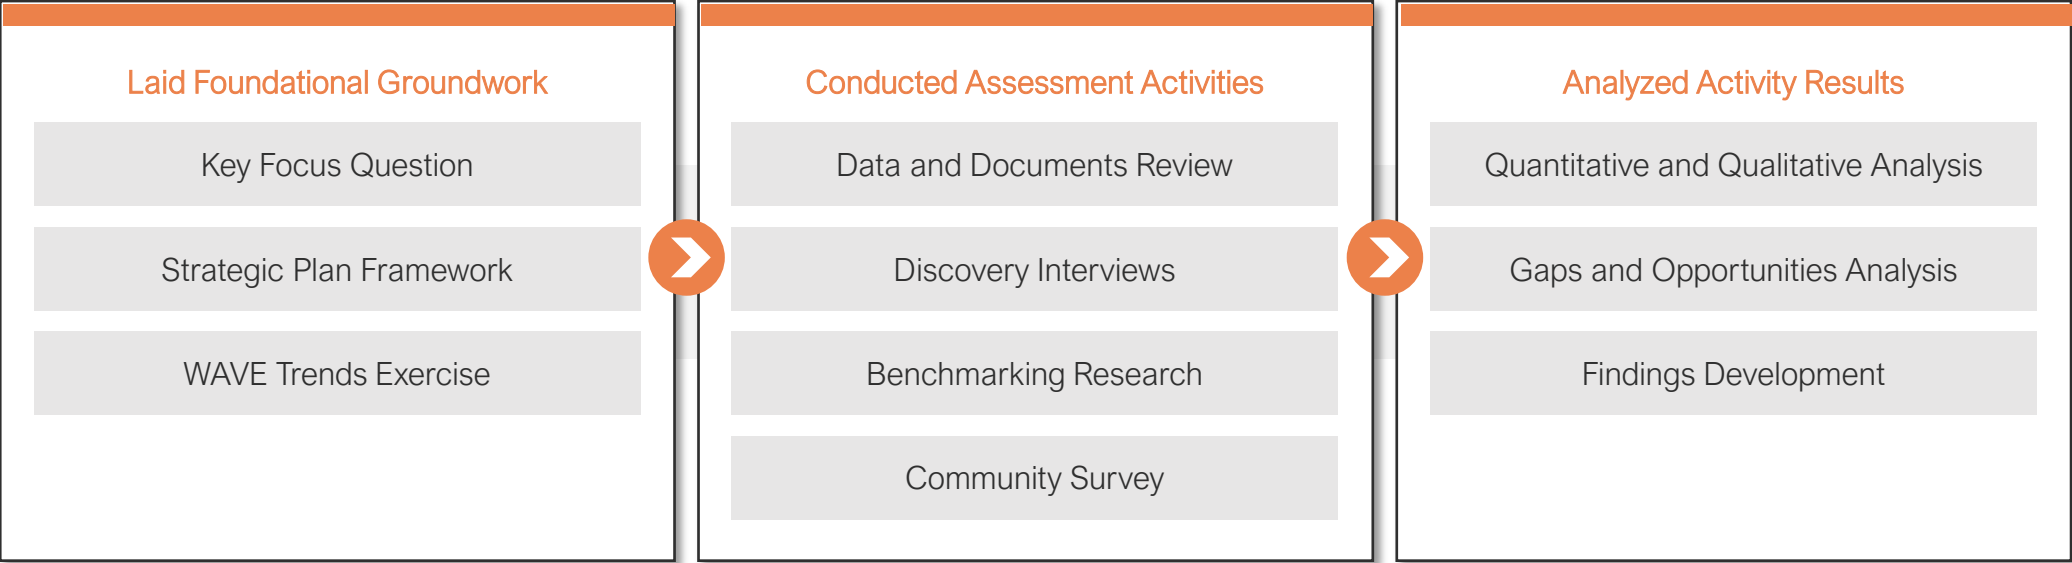 Laid Foundational Groundwork
Key Focus Question
Strategic Plan Framework
WAVE Trends Exercise
Conducted Assessment Activities
Data and Documents Review
Discovery Interviews
Benchmarking Research
Community Survey
Analyzed Activity Results
Quantitative and Qualitative Analysis
Gaps and Opportunities Analysis
Findings Development